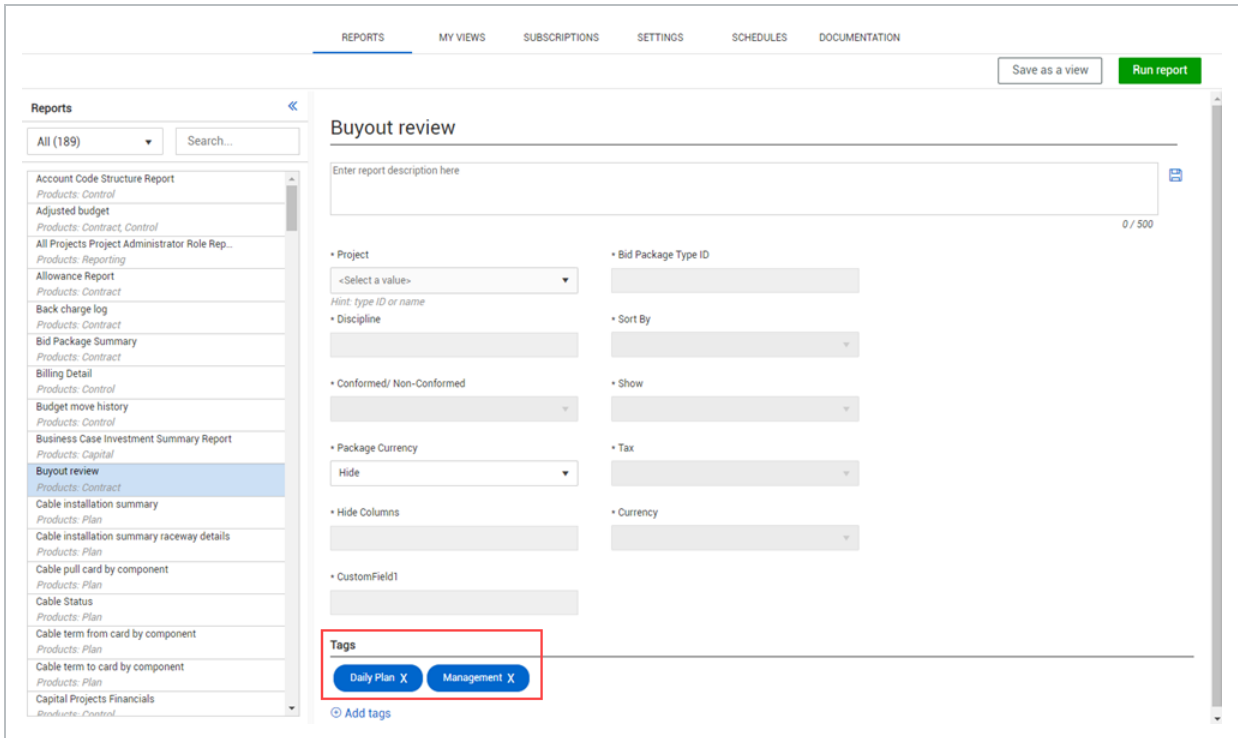 REPORTS MY VIEWS SUBSCRIPTIONS SETTINGS SCHEDULES DOCUMENTATION
Save as a view Run report
Reports
All (189) Search...
Account Code Structure Report
Products: Control
Adjusted budget
Products: Contract, Control
All Projects Project Administrator Role Rep...
Products: Reporting
Allowance Report
Products: Contract
Back charge log
Products: Contract
Bid Package Summary
Products: Contract
Billing Detail
Products: Control
Budget move history
Products: Control
Business Case Investment Summary Report
Products: Capital
Buyout review
Products: Contract
Cable installation summary
Products: Plan
Cable installation summary raceway details
Products: Plan
Cable pull card by component
Products: Plan
Cable Status
Products: Plan
Cable term from card by component
Products: Plan
Cable term to card by component
Products: Plan
Capital Projects Financials
Products: Control
Buyout review
Enter report description here
0 / 500
• Project • Bid Package Type ID
<Select a value>
Hint: type ID or name
• Discipline • Sort By
• Conformed/ Non-Conformed • Show
• Package Currency • Tax
Hide
• Hide Columns • Currency
• CustomField1
Tags
Daily Plan X Management X
Add tags